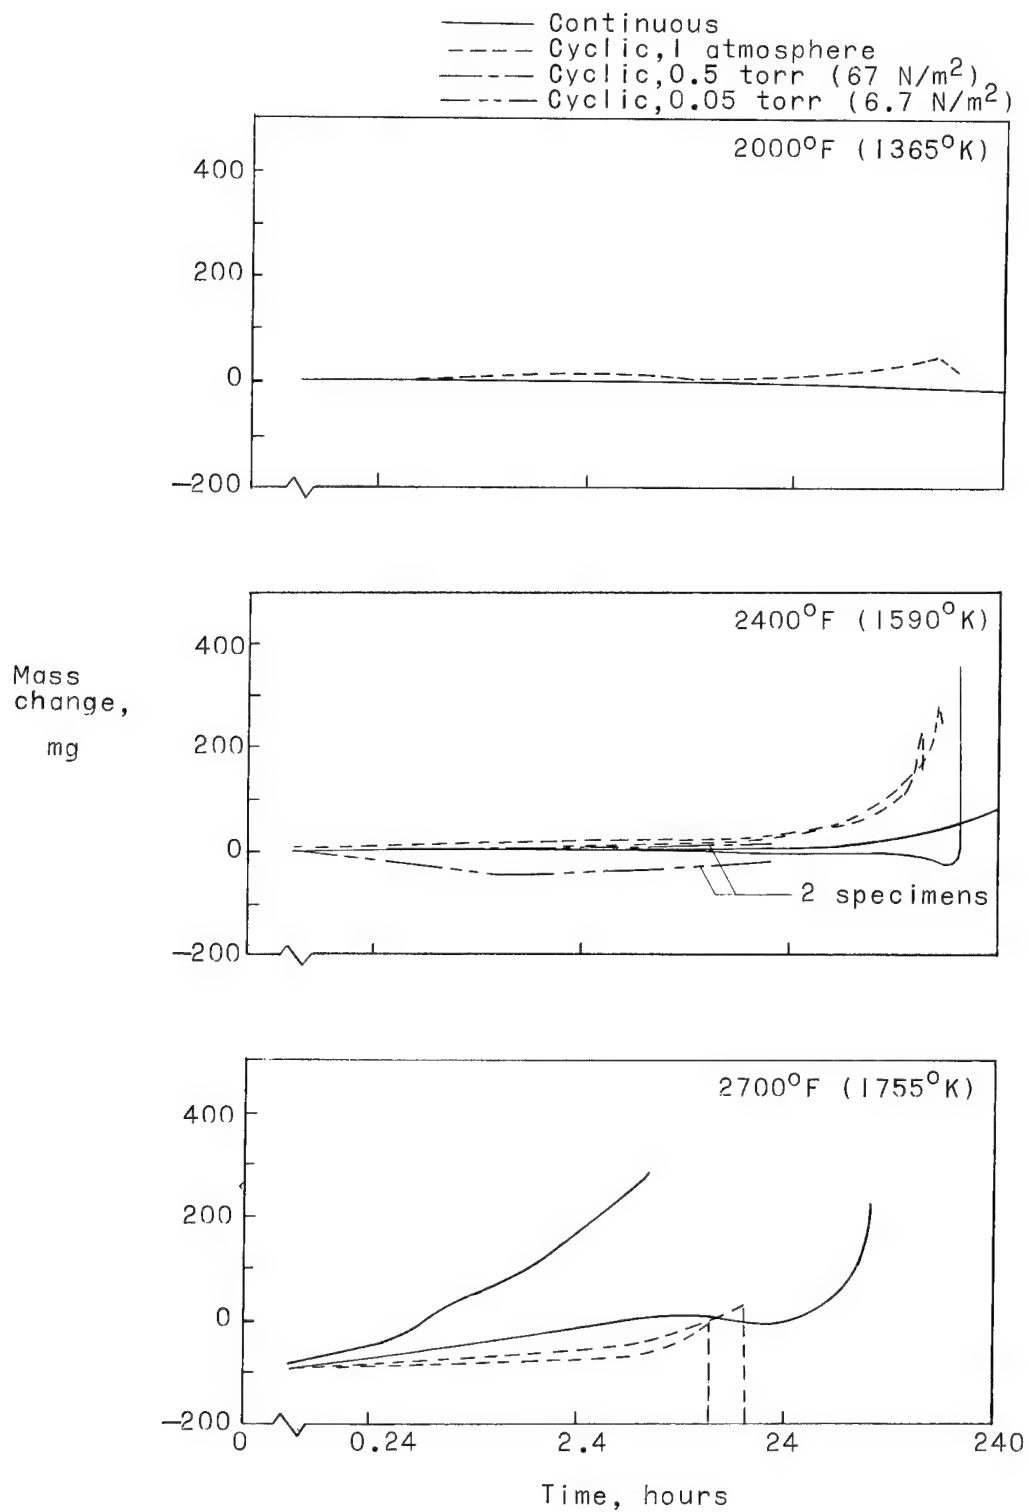 Continuous
Cyclic, 1 atmosphere
Cyclic, 0.5 torr (67 N/m²)
Cyclic, 0.05 torr (6.7 N/m²)
2000°F (1365°K)
400
200
0
−200
2400°F (1590°K)
400
Mass
change,
mg
200
0
2 specimens
−200
2700°F (1755°K)
400
200
0
−200
0 0.24 2.4 24 240
Time, hours